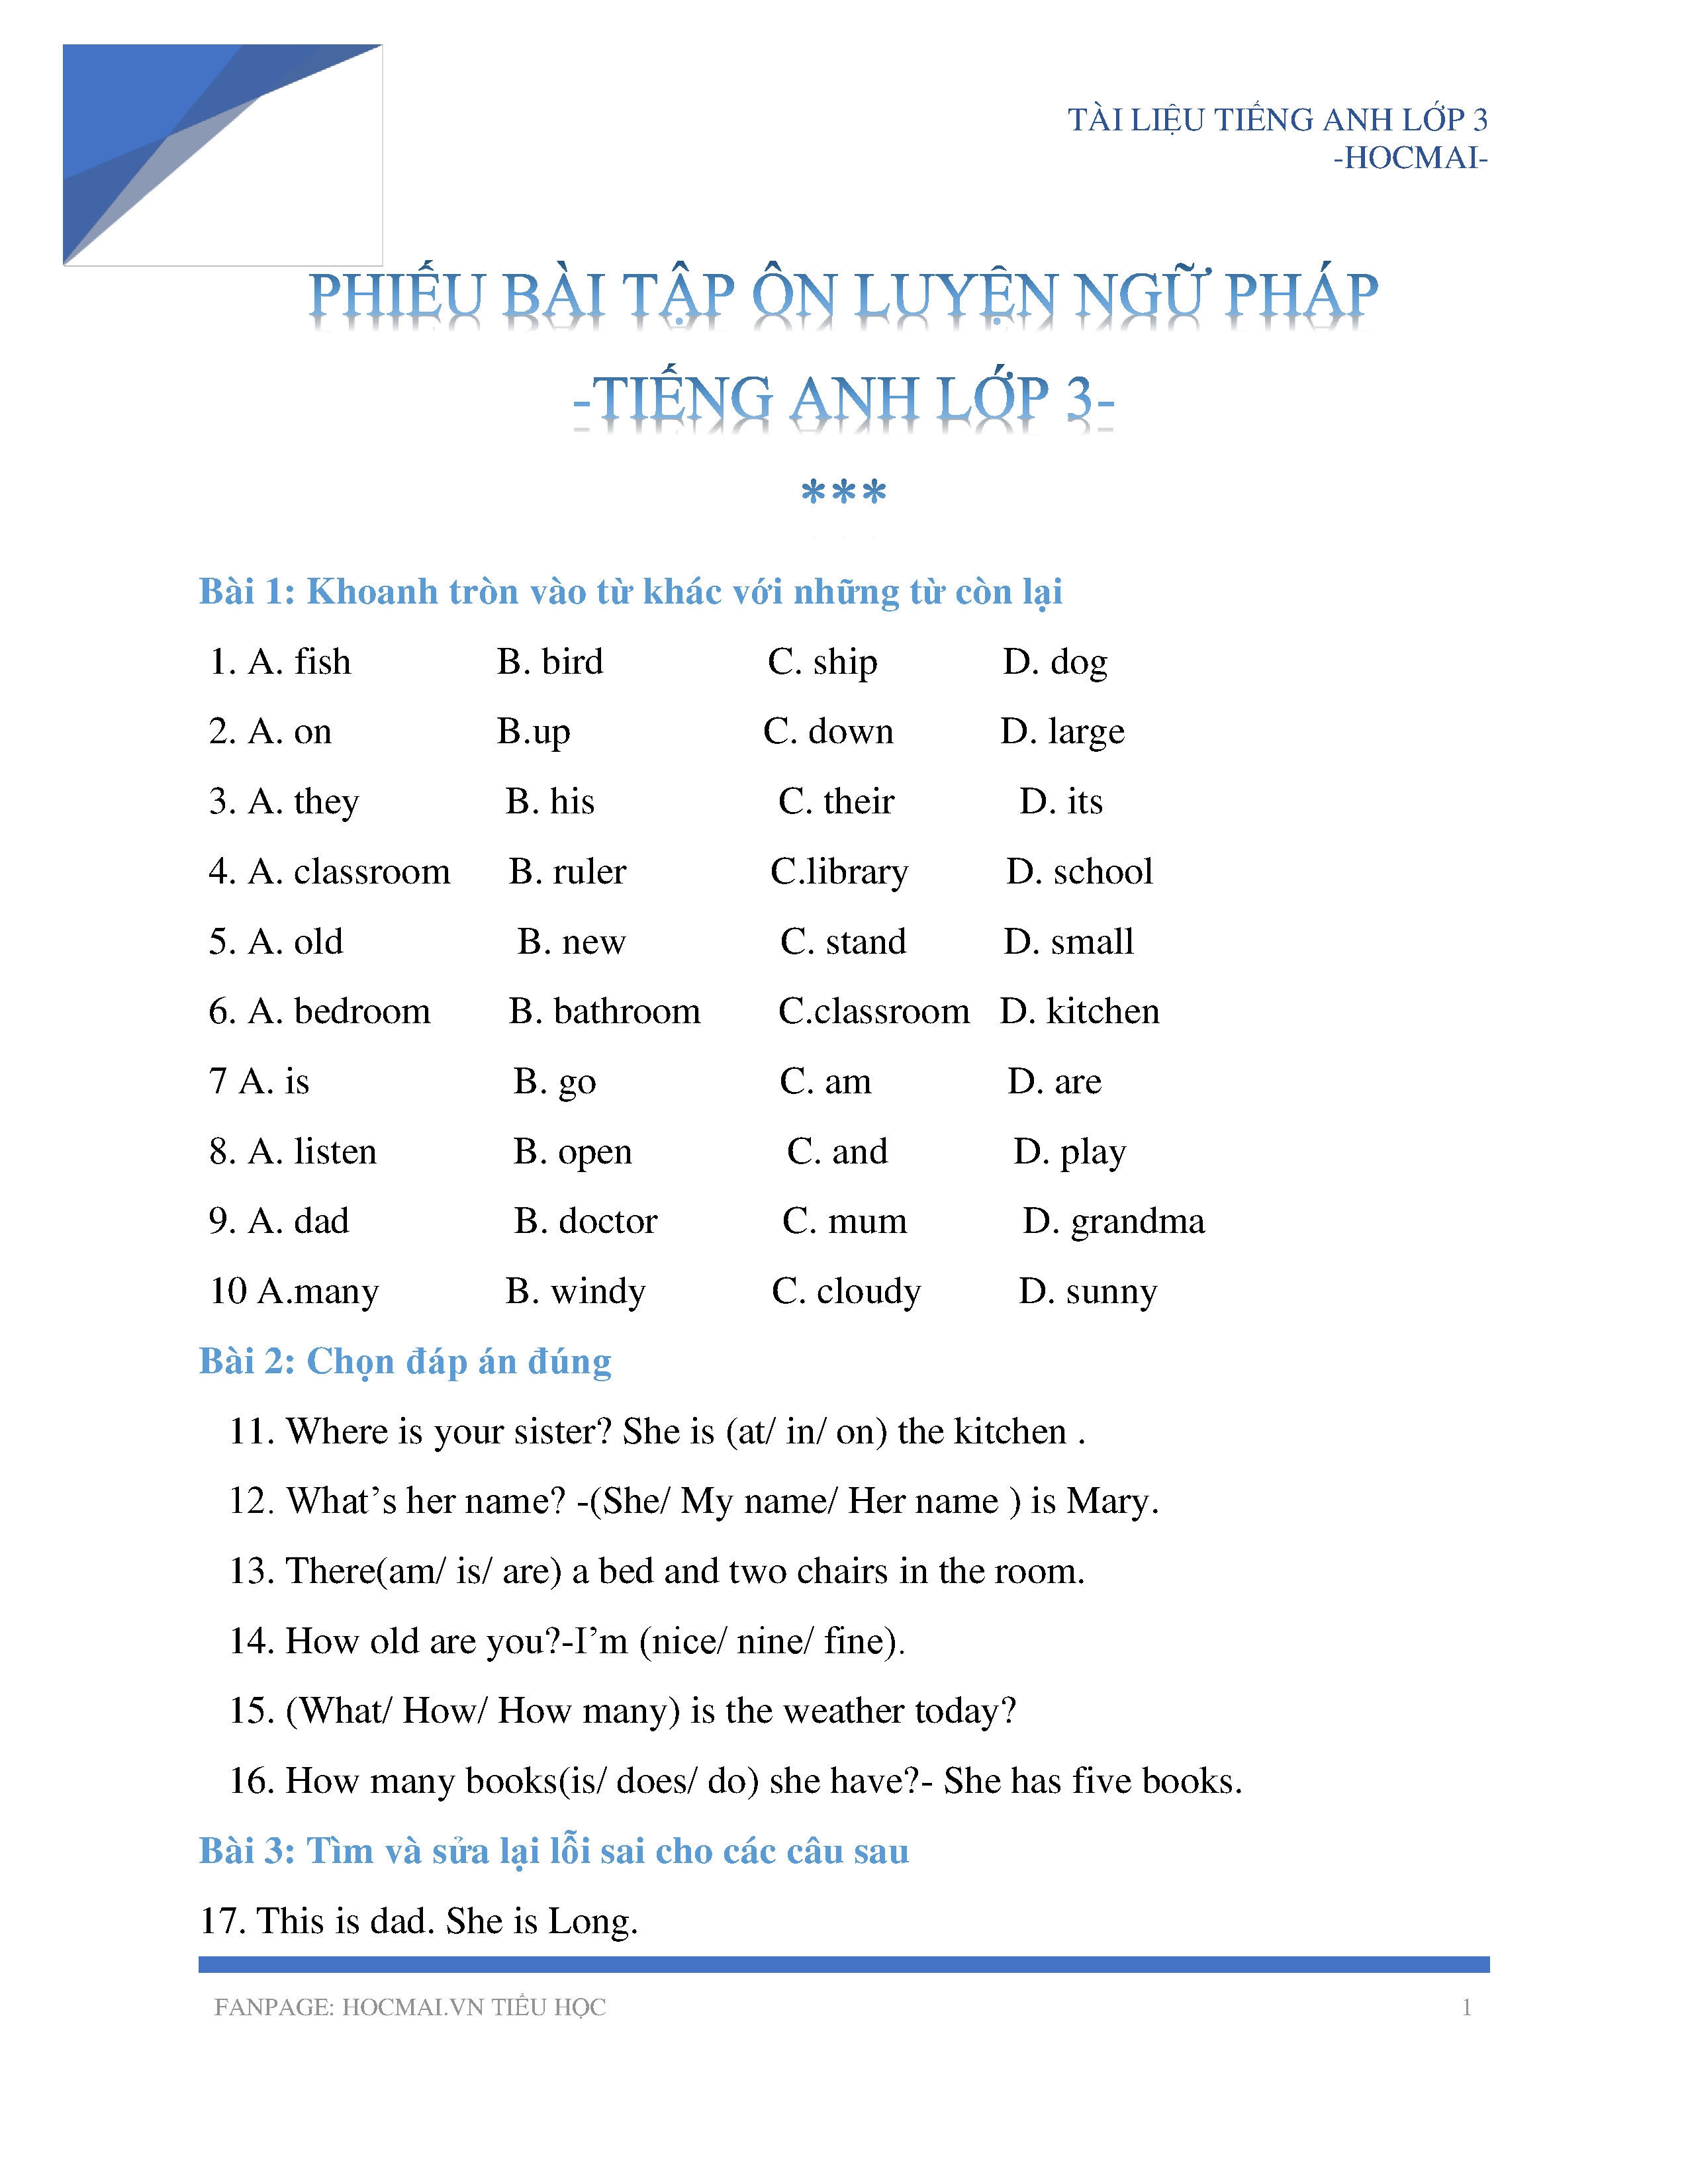 TÀI LIỆU TIẾNG ANH LỚP 3
-HOCMAI-
PHIẾU BÀI TẬP ÔN LUYỆN NGỮ PHÁP
-TIẾNG ANH LỚP 3-
***
Bài 1: Khoanh tròn vào từ khác với những từ còn lại
1. A. fish B. bird C. ship D. dog
2. A. on B.up C. down D. large
3. A. they B. his C. their D. its
4. A. classroom B. ruler C.library D. school
5. A. old B. new C. stand D. small
6. A. bedroom B. bathroom C.classroom D. kitchen
7 A. is B. go C. am D. are
8. A. listen B. open C. and D. play
9. A. dad B. doctor C. mum D. grandma
10 A.many B. windy C. cloudy D. sunny
Bài 2: Chọn đáp án đúng
11. Where is your sister? She is (at/ in/ on) the kitchen .
12. What’s her name? -(She/ My name/ Her name ) is Mary.
13. There(am/ is/ are) a bed and two chairs in the room.
14. How old are you?-I’m (nice/ nine/ fine).
15. (What/ How/ How many) is the weather today?
16. How many books(is/ does/ do) she have?- She has five books.
Bài 3: Tìm và sửa lại lỗi sai cho các câu sau
17. This is dad. She is Long.
FANPAGE: HOCMAI.VN TIỂU HỌC 1